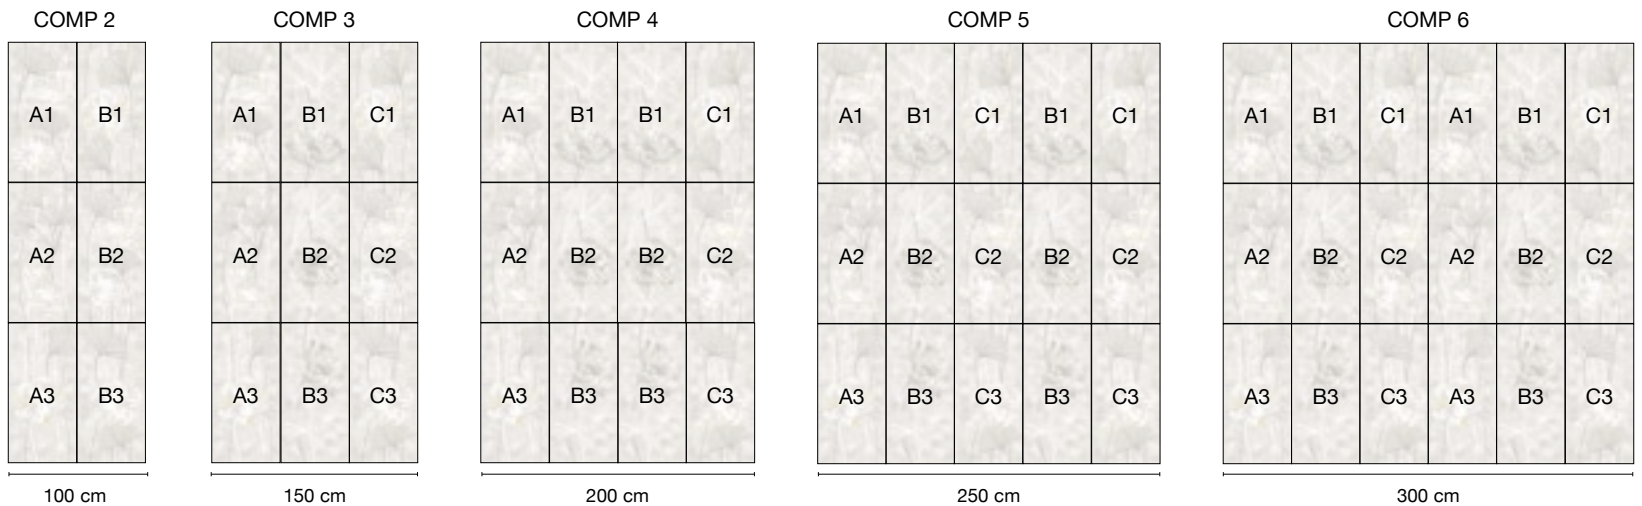 COMP 2
A1 B1
A2 B2
A3 B3
100 cm
COMP 3
A1 B1 C1
A2 B2 C2
A3 B3 C3
150 cm
COMP 4
A1 B1 B1 C1
A2 B2 B2 C2
A3 B3 B3 C3
200 cm
COMP 5
A1 B1 C1 B1 C1
A2 B2 C2 B2 C2
A3 B3 C3 B3 C3
250 cm
COMP 6
A1 B1 C1 A1 B1 C1
A2 B2 C2 A2 B2 C2
A3 B3 C3 A3 B3 C3
300 cm